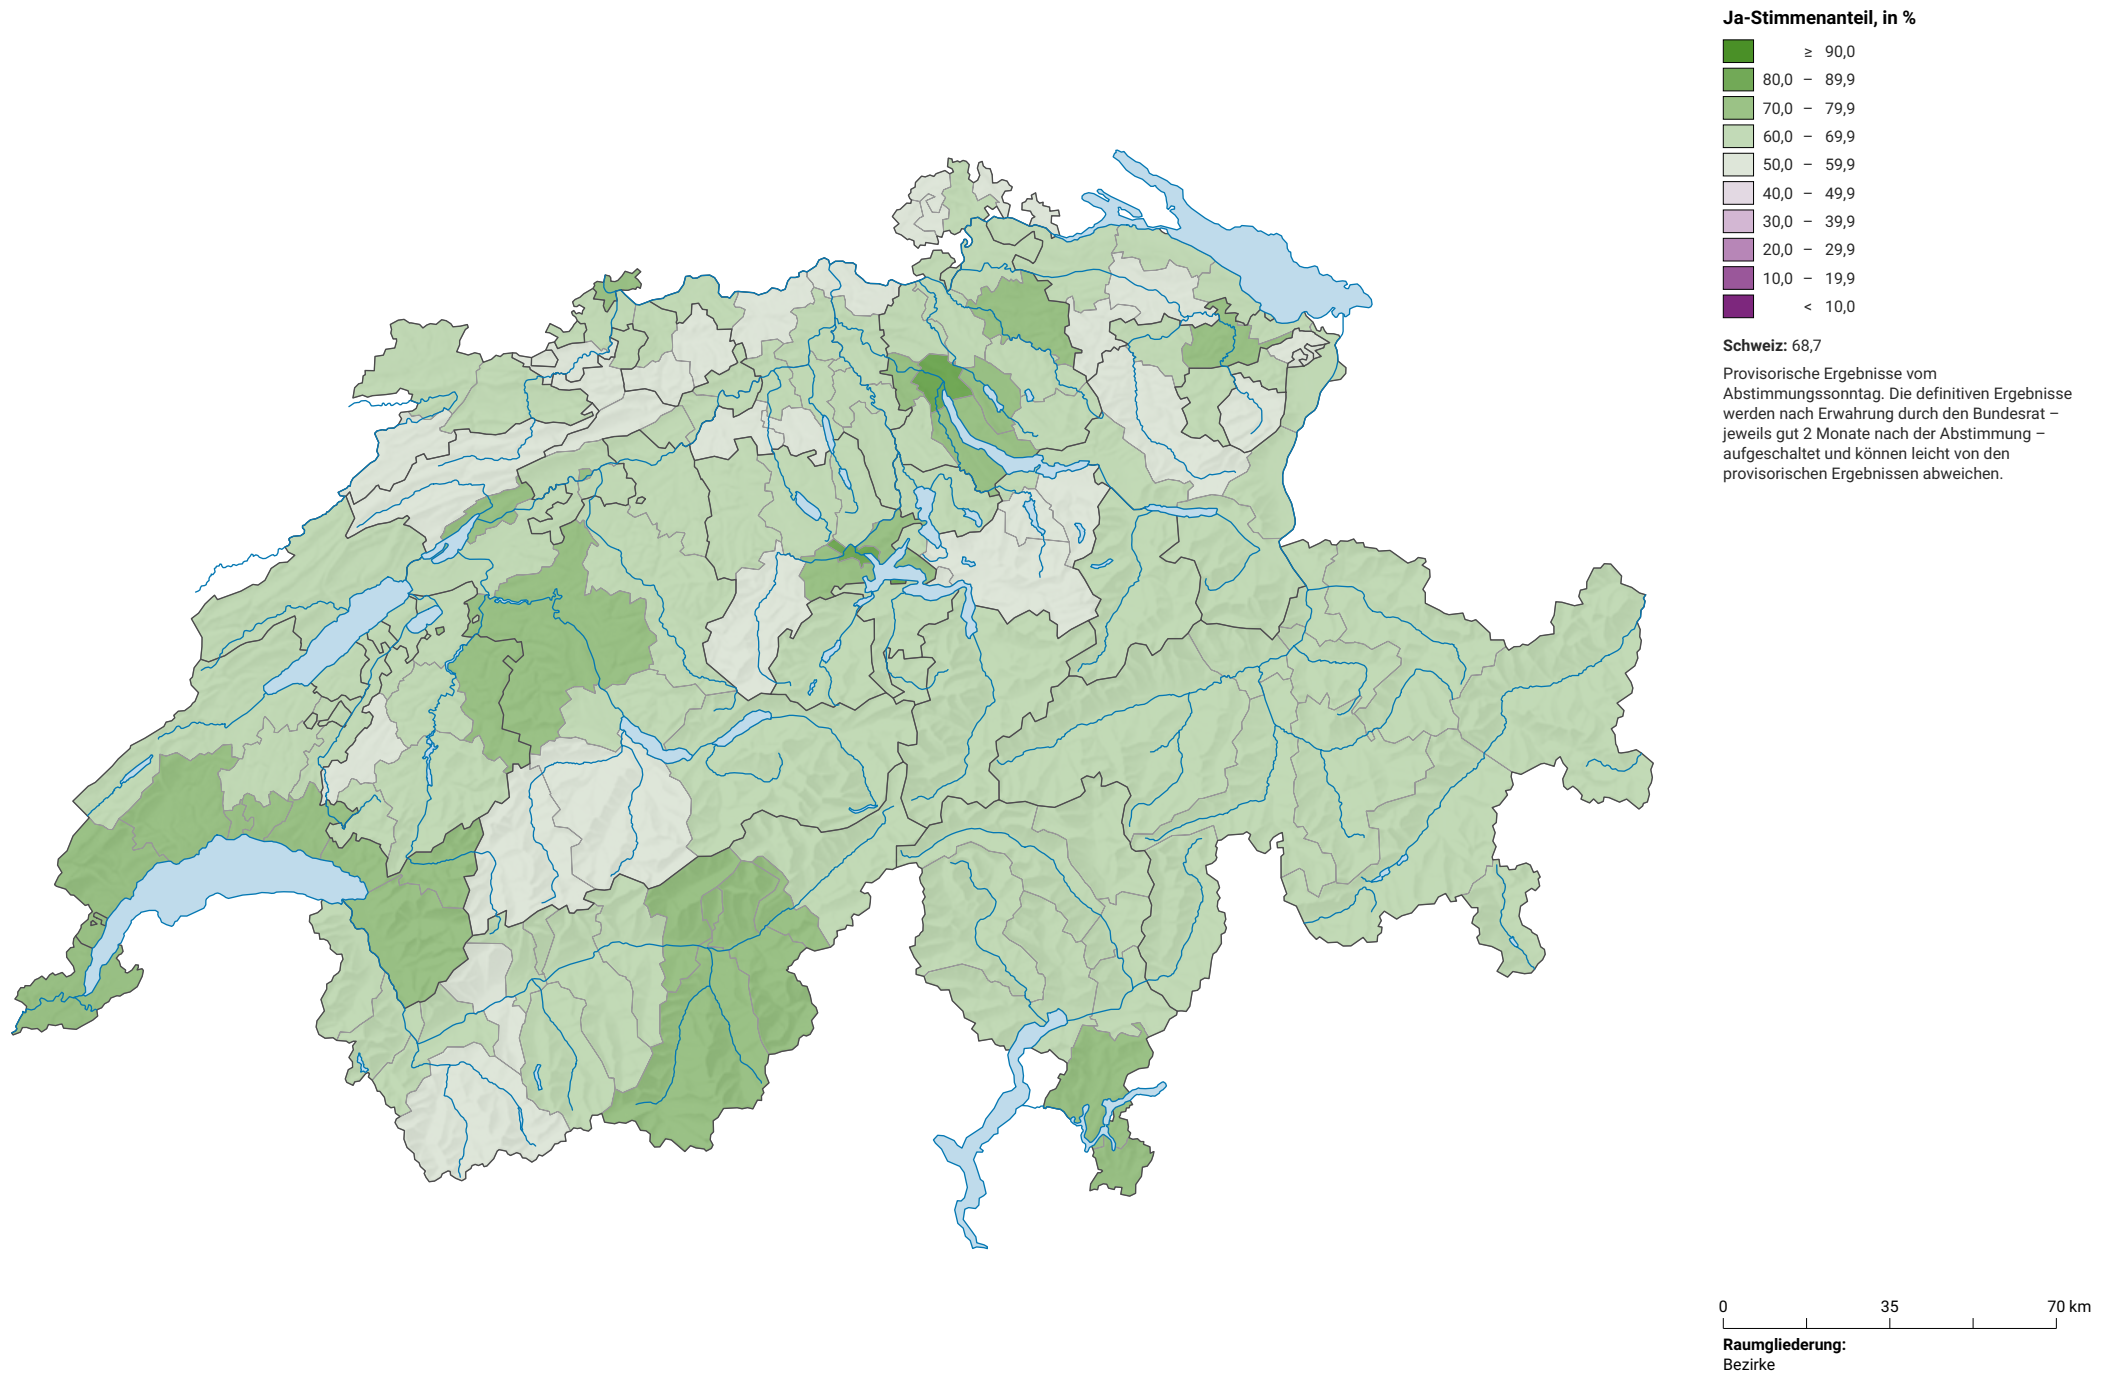 Ja-Stimmenanteil, in %
≥ 90,0
80,0 – 89,9
70,0 – 79,9
60,0 – 69,9
50,0 – 59,9
40,0 – 49,9
30,0 – 39,9
20,0 – 29,9
10,0 – 19,9
< 10,0
Schweiz: 68,7
Provisorische Ergebnisse vom
Abstimmungssonntag. Die definitiven Ergebnisse
werden nach Erwahrung durch den Bundesrat –
jeweils gut 2 Monate nach der Abstimmung –
aufgeschaltet und können leicht von den
provisorischen Ergebnissen abweichen.
0 35 70 km
Raumgliederung:
Bezirke